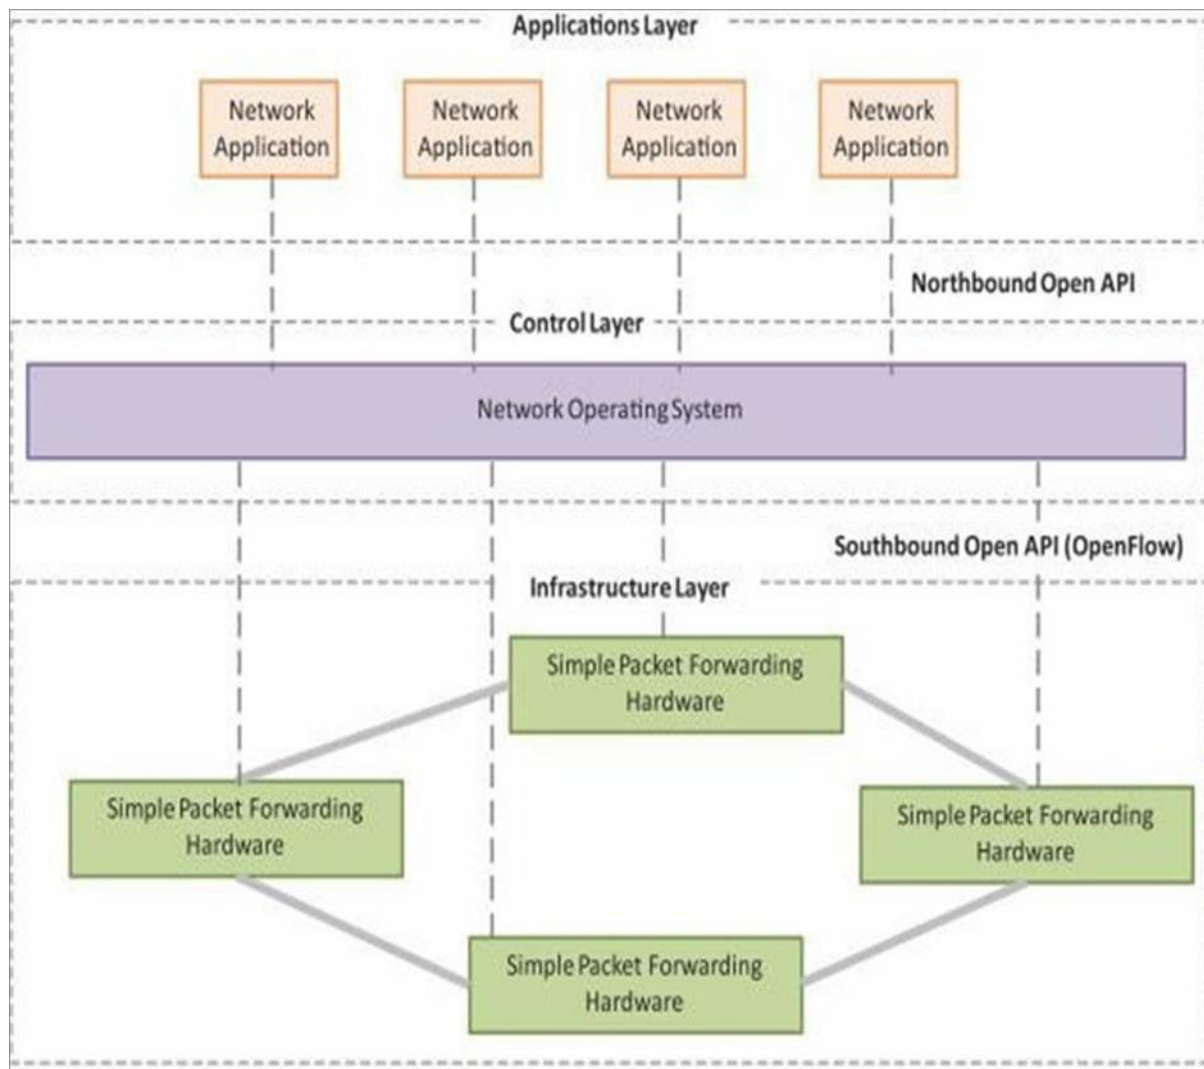 Applications Layer
Network
Application
Network
Application
Network
Application
Network
Application
Northbound Open API
Control Layer
Network Operating System
Southbound Open API (OpenFlow)
Infrastructure Layer
Simple Packet Forwarding
Hardware
Simple Packet Forwarding
Hardware
Simple Packet Forwarding
Hardware
Simple Packet Forwarding
Hardware